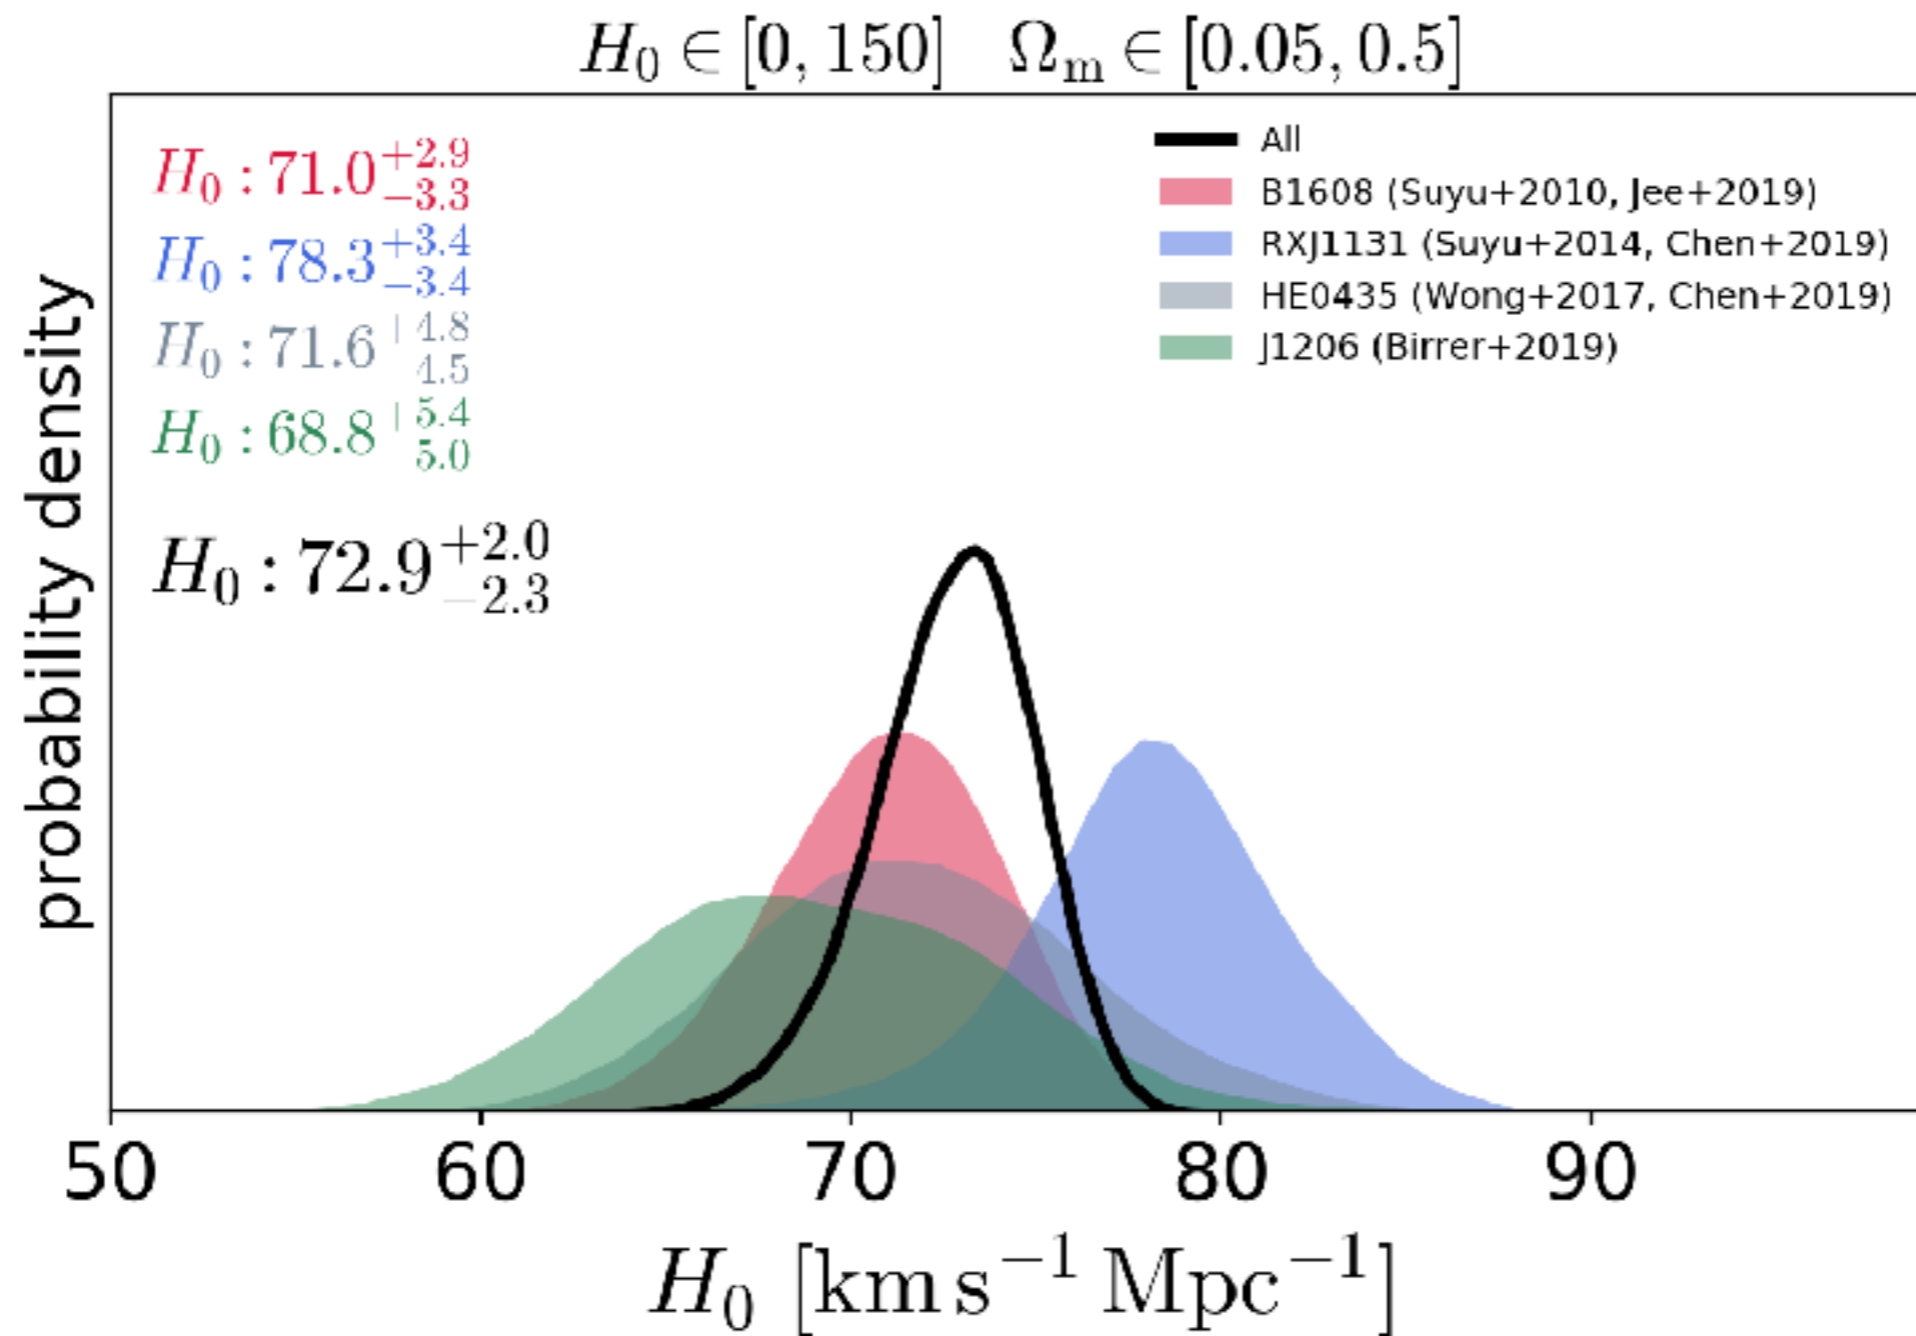 H₀ ∈ [0, 150] Ωₘ ∈ [0.05, 0.5]
H₀ : 71.0 +2.9 −3.3
H₀ : 78.3 +3.4 −3.4
H₀ : 71.6 +4.8 4.5
H₀ : 68.8 +5.4 5.0
H₀ : 72.9 +2.0 −2.3
All
B1608 (Suyu+2010, Jee+2019)
RXJ1131 (Suyu+2014, Chen+2019)
HE0435 (Wong+2017, Chen+2019)
J1206 (Birrer+2019)
probability density
50 60 70 80 90
H₀ [km s⁻¹ Mpc⁻¹]